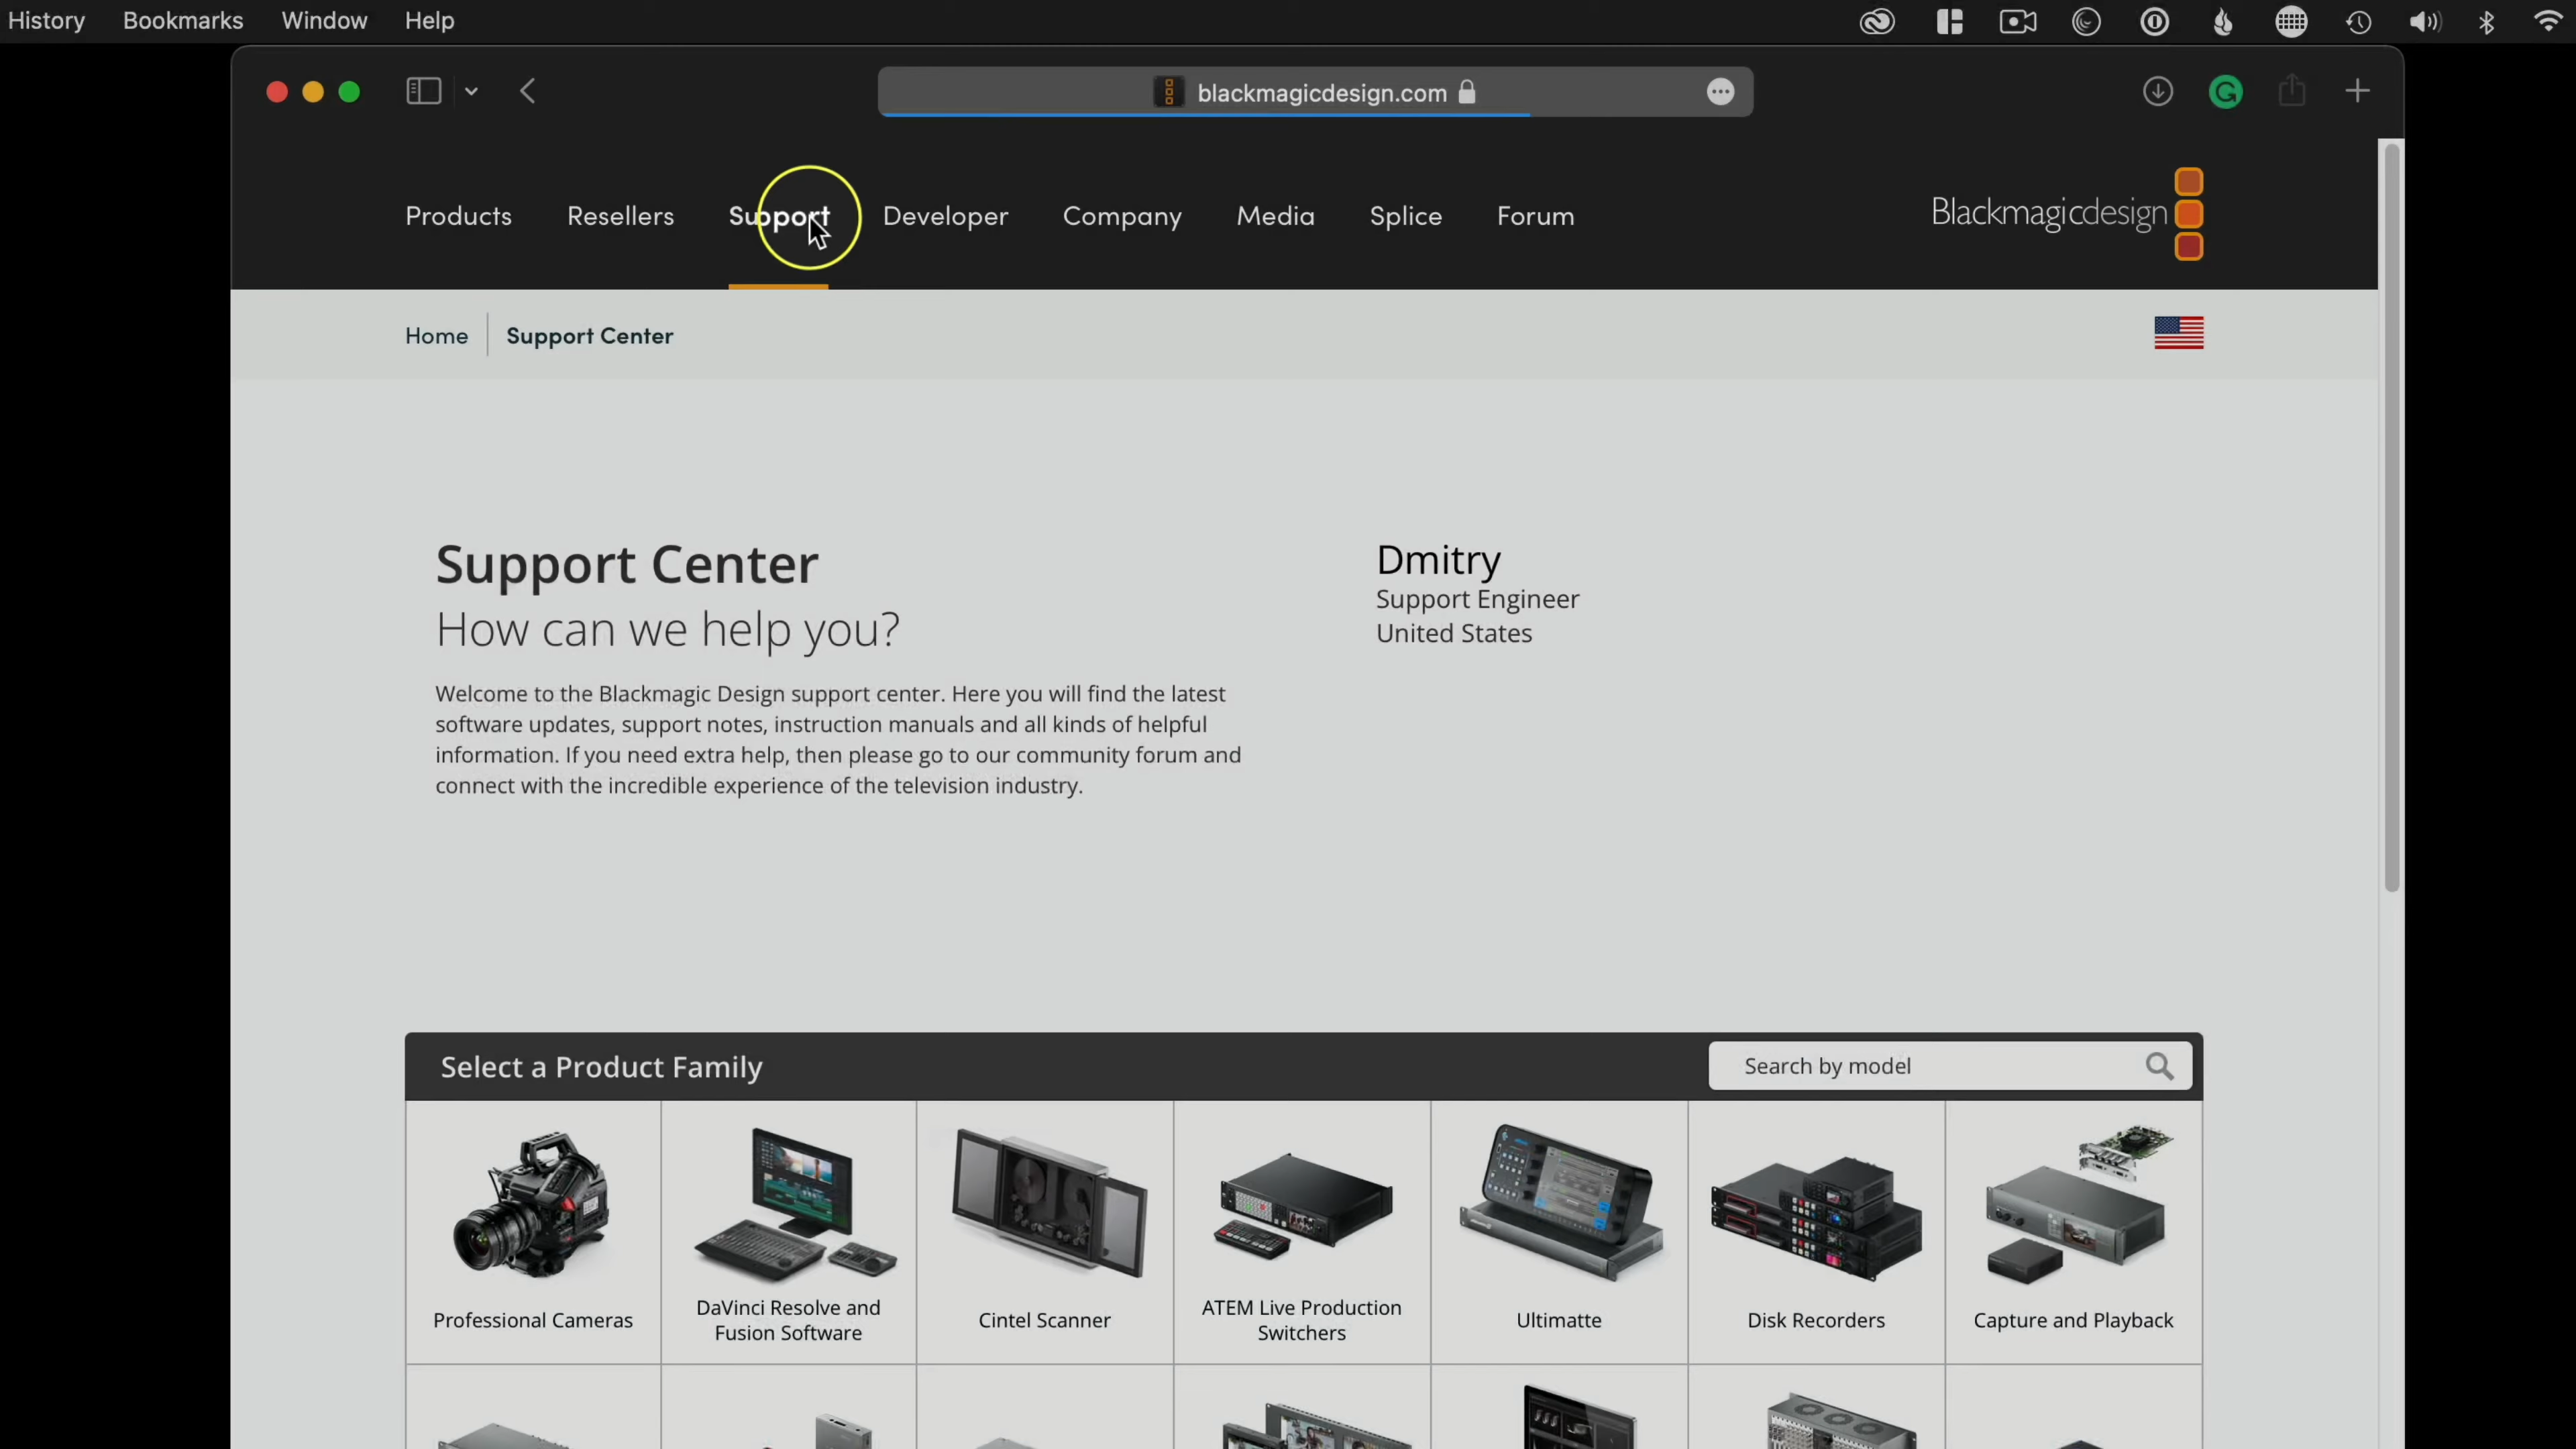 History Bookmarks Window Help
blackmagicdesign.com
Products Resellers Support Developer Company Media Splice Forum
Blackmagicdesign
Home Support Center
Support Center
How can we help you?
Welcome to the Blackmagic Design support center. Here you will find the latest
software updates, support notes, instruction manuals and all kinds of helpful
information. If you need extra help, then please go to our community forum and
connect with the incredible experience of the television industry.
Dmitry
Support Engineer
United States
Select a Product Family
Search by model
Professional Cameras
DaVinci Resolve and
Fusion Software
Cintel Scanner
ATEM Live Production
Switchers
Ultimatte
Disk Recorders
Capture and Playback